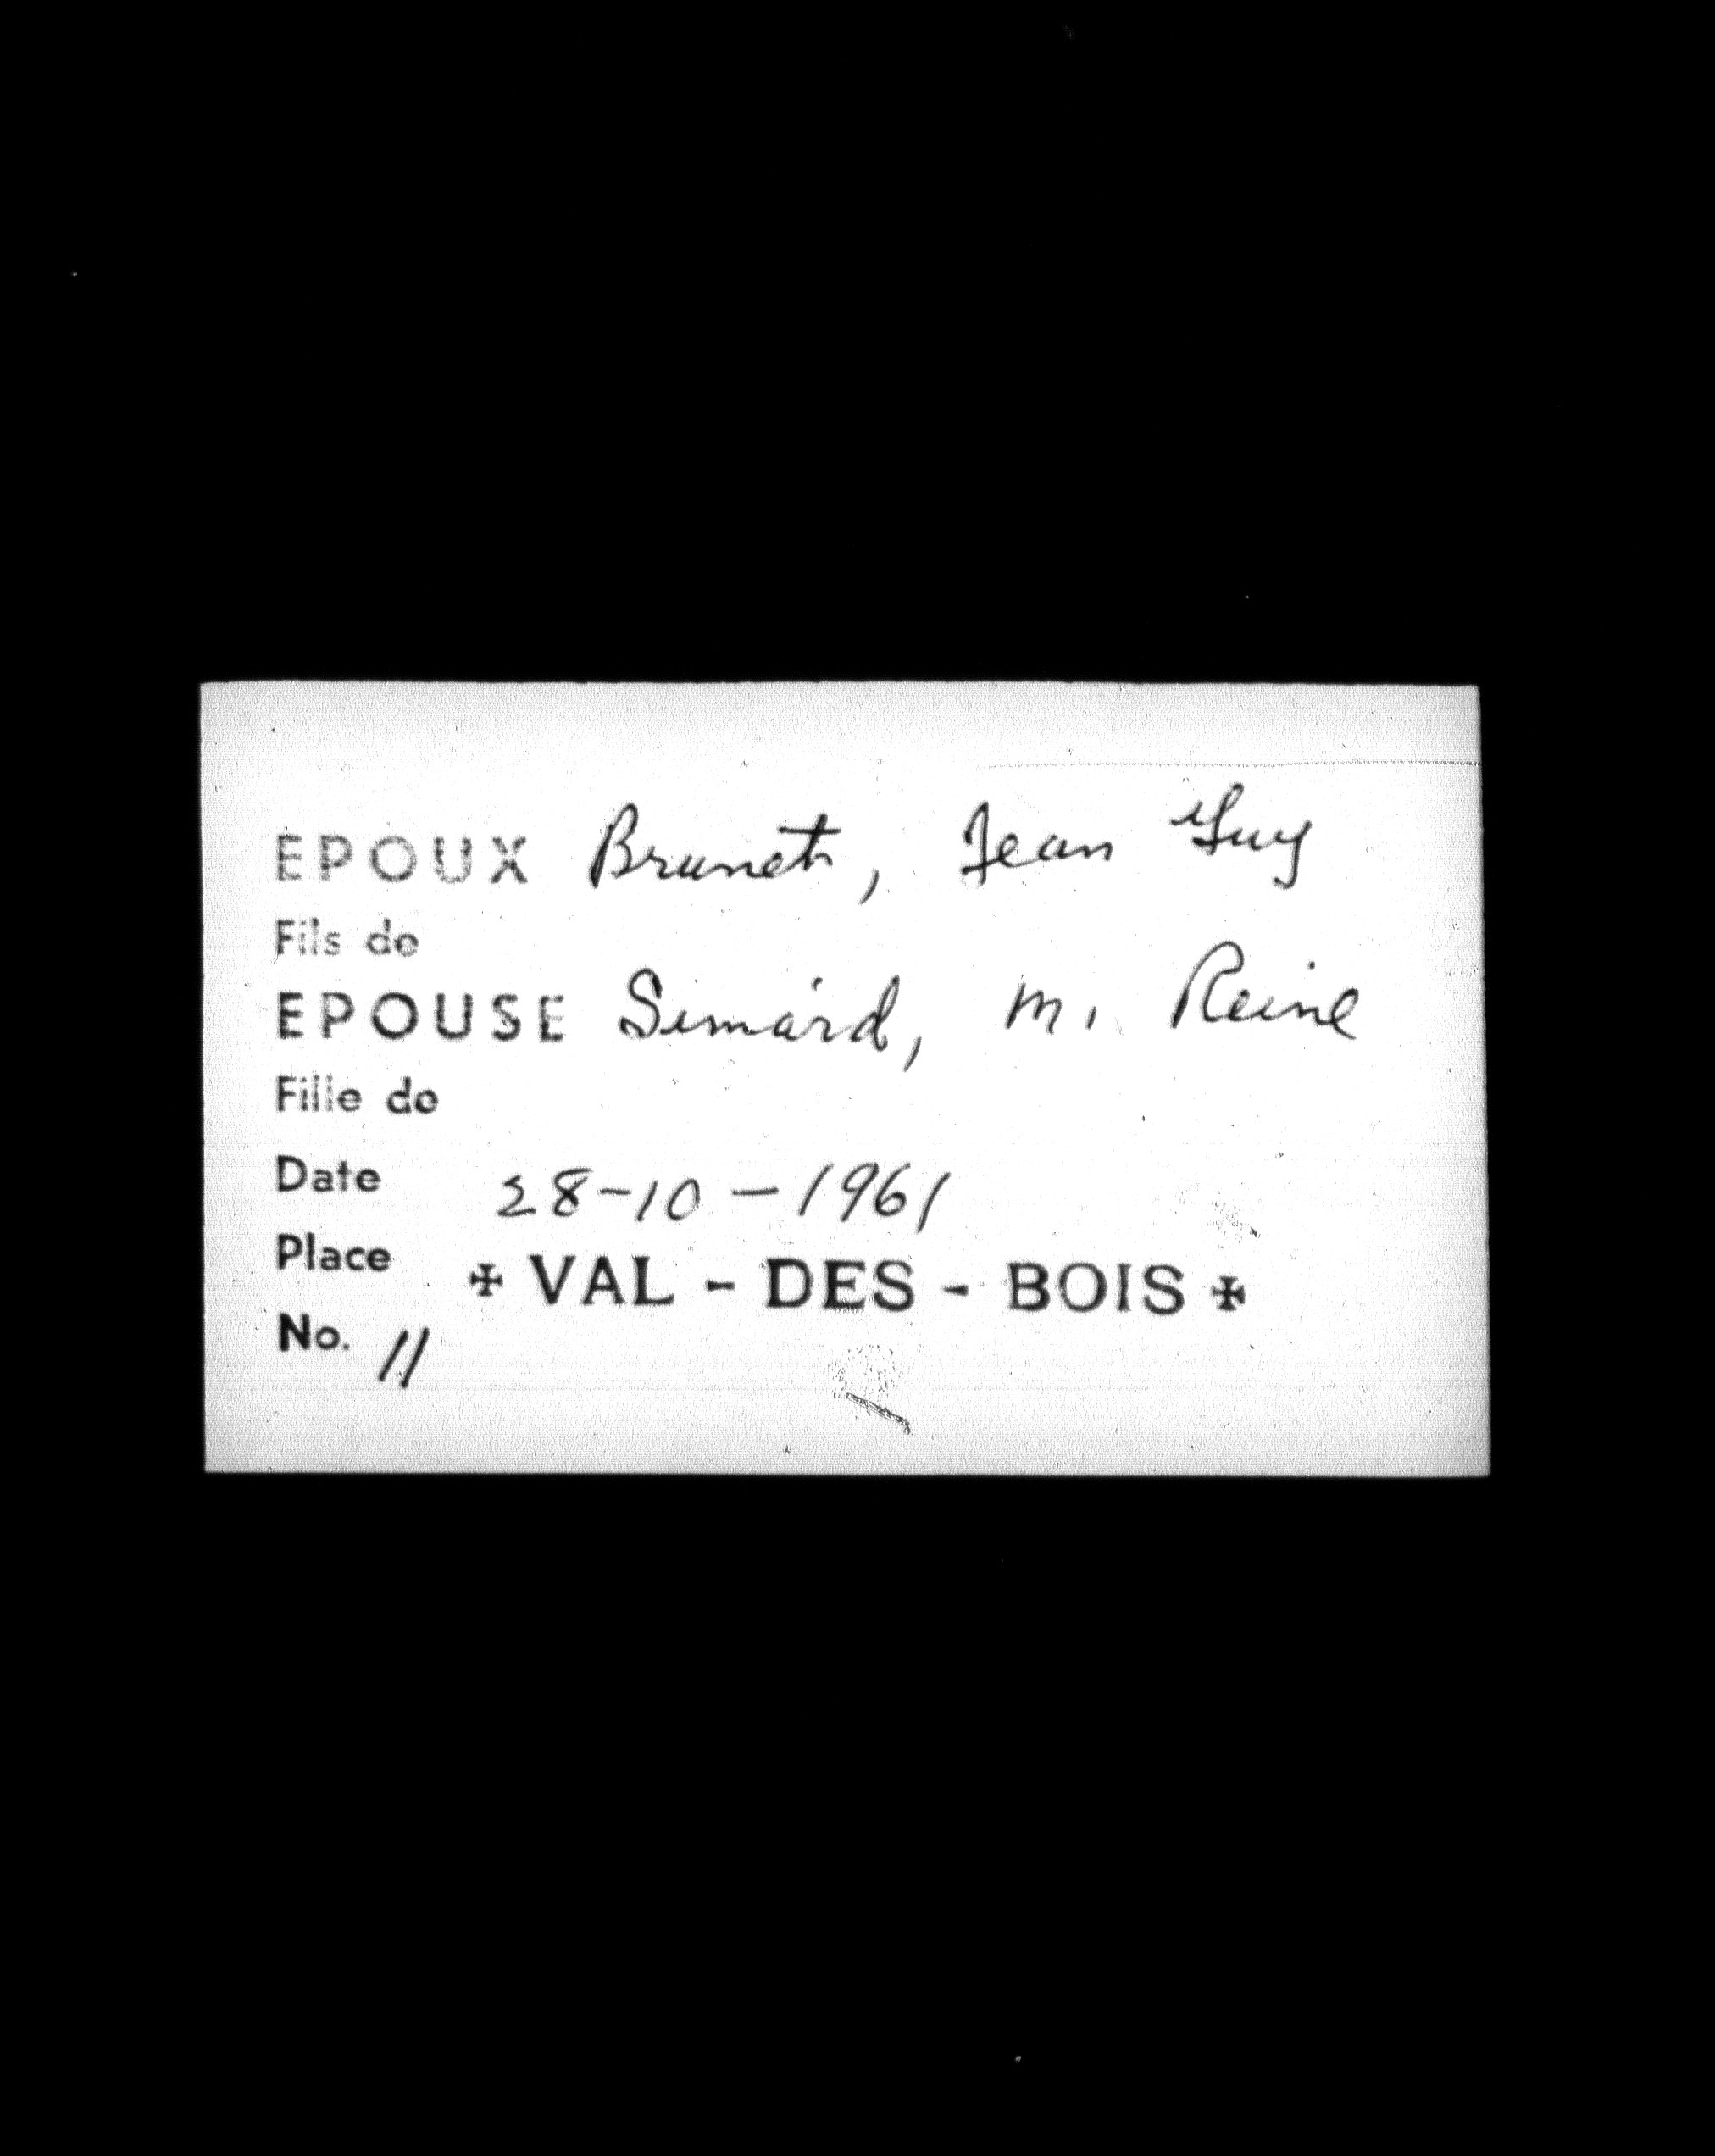 EPOUX Brunet, Jean Guy
Fils de
EPOUSE Simard, M. Reine
Fille de
Date 28-10-1961
Place ✠ VAL - DES - BOIS ✠
No. 11